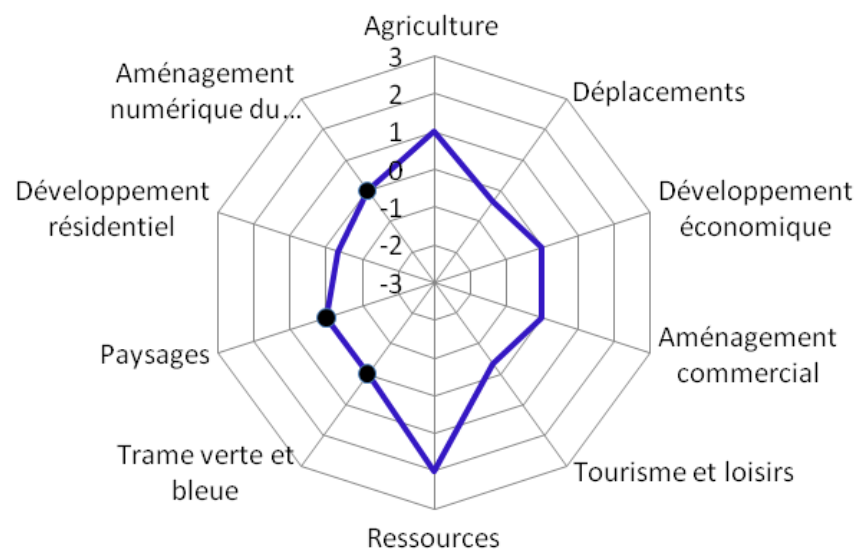 Agriculture
3
2
1
0
-1
-2
-3
Déplacements
Développement
économique
Aménagement
commercial
Tourisme et loisirs
Ressources
Trame verte et
bleue
Paysages
Développement
résidentiel
Aménagement
numérique du...